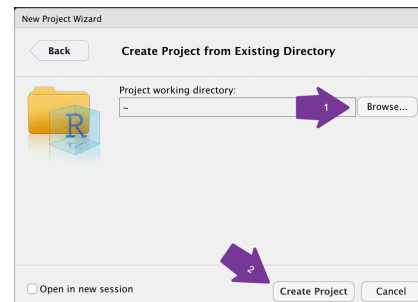 New Project Wizard
Back
Create Project from Existing Directory
R
Project working directory:
~
1
Browse...
2
Open in new session
Create Project
Cancel